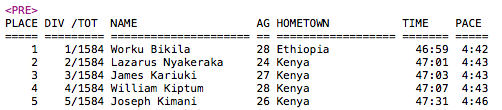 <PRE>
PLACE DIV /TOT  NAME                  AG HOMETOWN        TIME    PACE
===== ========= ===================== == =============== ======= =====
    1    1/1584 Worku Bikila          28 Ethiopia          46:59  4:42
    2    2/1584 Lazarus Nyakeraka     24 Kenya             47:01  4:43
    3    3/1584 James Kariuki         27 Kenya             47:03  4:43
    4    4/1584 William Kiptum        28 Kenya             47:07  4:43
    5    5/1584 Joseph Kimani         26 Kenya             47:31  4:46